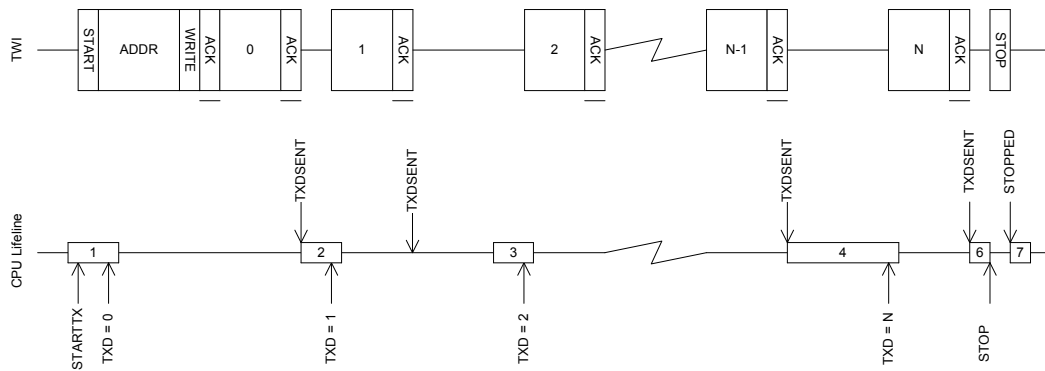 TWI
START
ADDR
WRITE
ACK
0
ACK
1
ACK
2
ACK
N-1
ACK
N
ACK
STOP
CPU Lifeline
TXDSENT
TXDSENT
TXDSENT
TXDSENT
STOPPED
1
2
3
4
6
7
STARTTX
TXD = 0
TXD = 1
TXD = 2
TXD = N
STOP